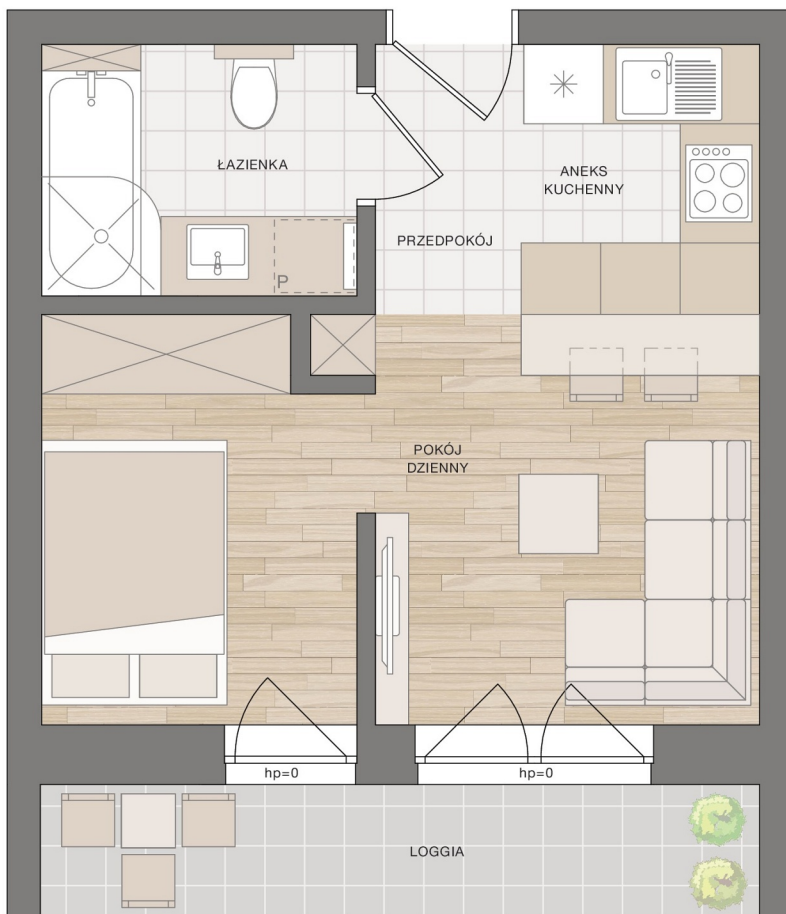 ŁAZIENKA
ANEKS
KUCHENNY
PRZEDPOKÓJ
P
POKÓJ
DZIENNY
hp=0
hp=0
LOGGIA